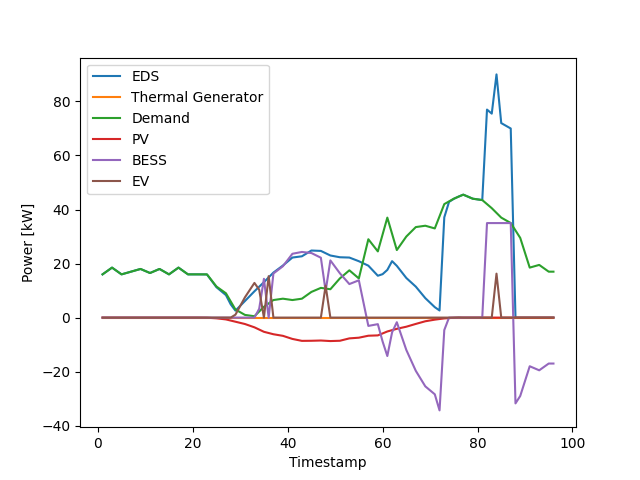 EDS
Thermal Generator
Demand
PV
BESS
EV
Power [kW]
80
60
40
20
0
−20
−40
0 20 40 60 80 100
Timestamp